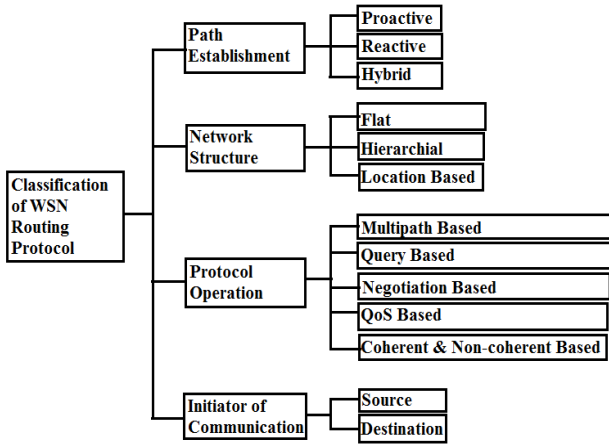 Classification
of WSN
Routing
Protocol
Path
Establishment
Proactive
Reactive
Hybrid
Network
Structure
Flat
Hierarchial
Location Based
Protocol
Operation
Multipath Based
Query Based
Negotiation Based
QoS Based
Coherent & Non-coherent Based
Initiator of
Communication
Source
Destination